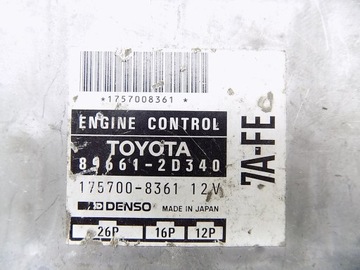 *1757008361 *
ENGINE CONTROL
TOYOTA
89661-2D340
175700-8361 12V
DENSO MADE IN JAPAN
26P 16P 12P
7A-FE